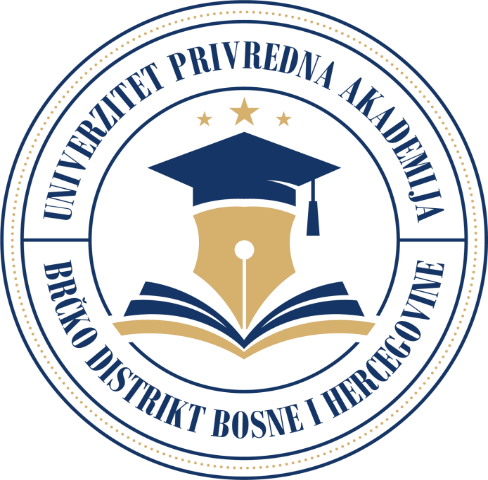 UNIVERZITET PRIVREDNA AKADEMIJA
BRČKO DISTRIKT BOSNE I HERCEGOVINE